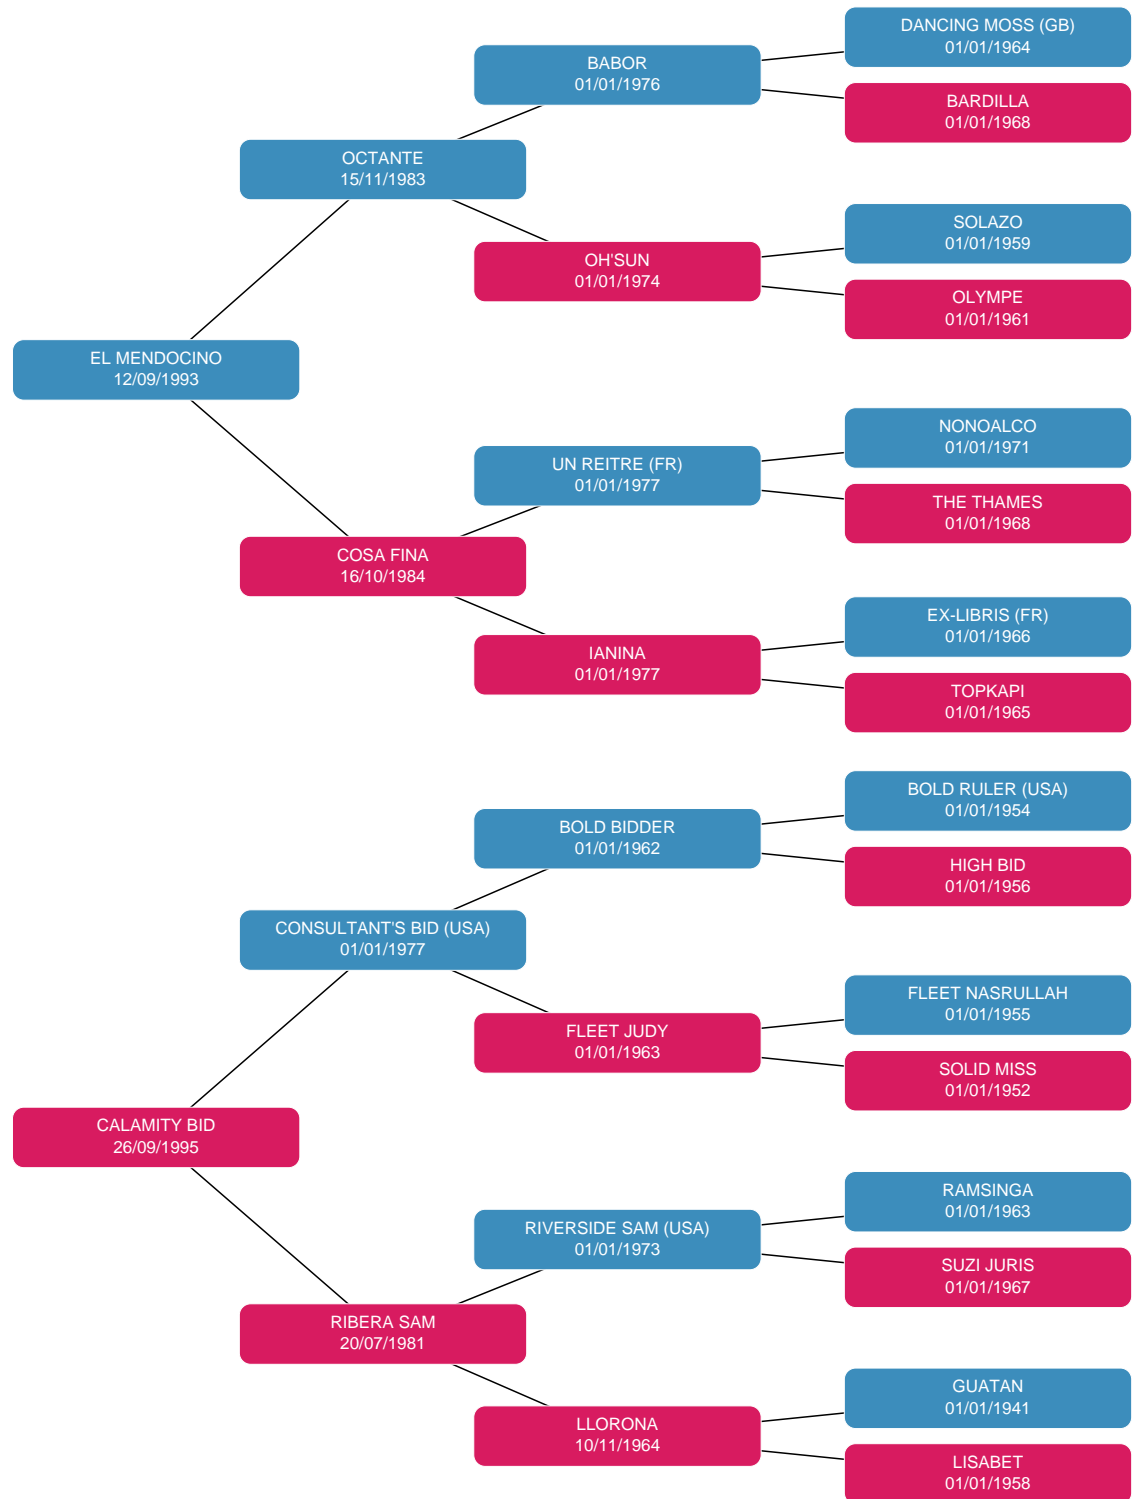 DANCING MOSS (GB)
01/01/1964
BABOR
01/01/1976
BARDILLA
01/01/1968
OCTANTE
15/11/1983
SOLAZO
01/01/1959
OH'SUN
01/01/1974
OLYMPE
01/01/1961
EL MENDOCINO
12/09/1993
NONOALCO
01/01/1971
UN REITRE (FR)
01/01/1977
THE THAMES
01/01/1968
COSA FINA
16/10/1984
EX-LIBRIS (FR)
01/01/1966
IANINA
01/01/1977
TOPKAPI
01/01/1965
BOLD RULER (USA)
01/01/1954
BOLD BIDDER
01/01/1962
HIGH BID
01/01/1956
CONSULTANT'S BID (USA)
01/01/1977
FLEET NASRULLAH
01/01/1955
FLEET JUDY
01/01/1963
SOLID MISS
01/01/1952
CALAMITY BID
26/09/1995
RAMSINGA
01/01/1963
RIVERSIDE SAM (USA)
01/01/1973
SUZI JURIS
01/01/1967
RIBERA SAM
20/07/1981
GUATAN
01/01/1941
LLORONA
10/11/1964
LISABET
01/01/1958